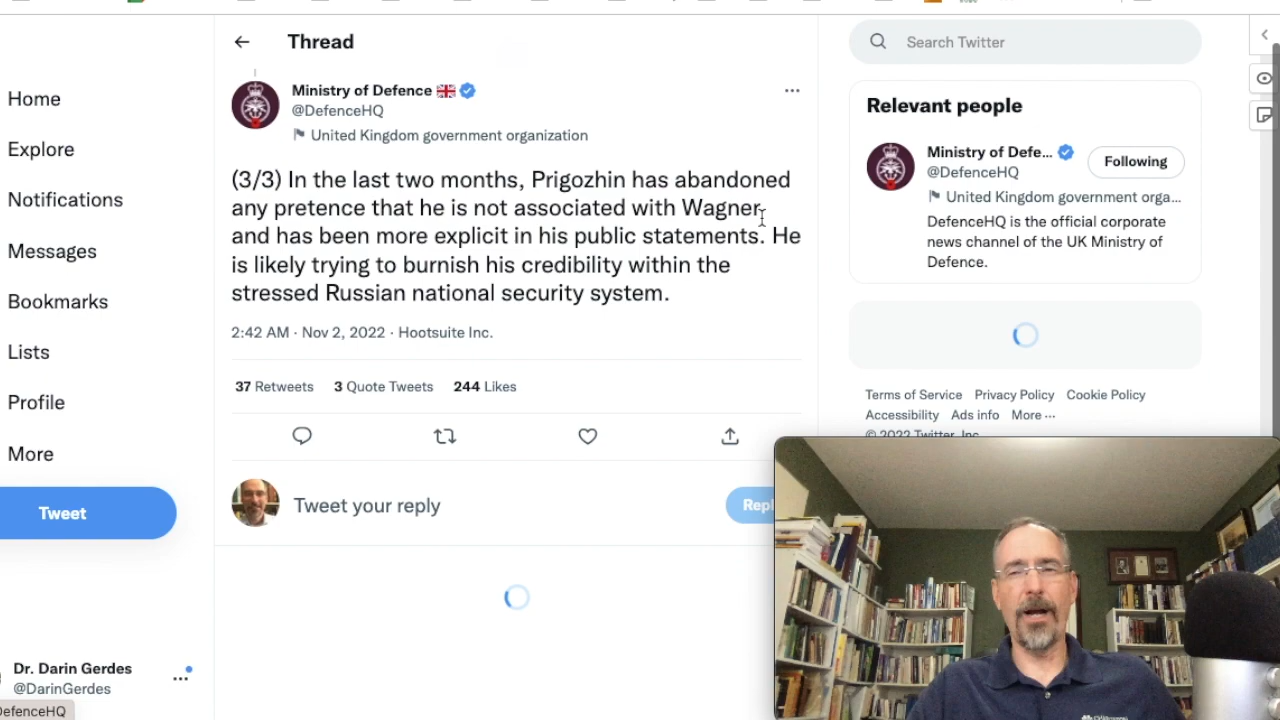 Thread
Search Twitter
Home
Explore
Notifications
Messages
Bookmarks
Lists
Profile
More
Tweet
Dr. Darin Gerdes
@DarinGerdes
DefenceHQ
Ministry of Defence
@DefenceHQ
United Kingdom government organization
(3/3) In the last two months, Prigozhin has abandoned
any pretence that he is not associated with Wagner
and has been more explicit in his public statements. He
is likely trying to burnish his credibility within the
stressed Russian national security system.
2:42 AM · Nov 2, 2022 · Hootsuite Inc.
37 Retweets 3 Quote Tweets 244 Likes
Tweet your reply
Repl
Relevant people
Ministry of Defe...
@DefenceHQ
Following
United Kingdom government orga...
DefenceHQ is the official corporate
news channel of the UK Ministry of
Defence.
Terms of Service Privacy Policy Cookie Policy
Accessibility Ads info More ···
© 2022 Twitter, Inc.